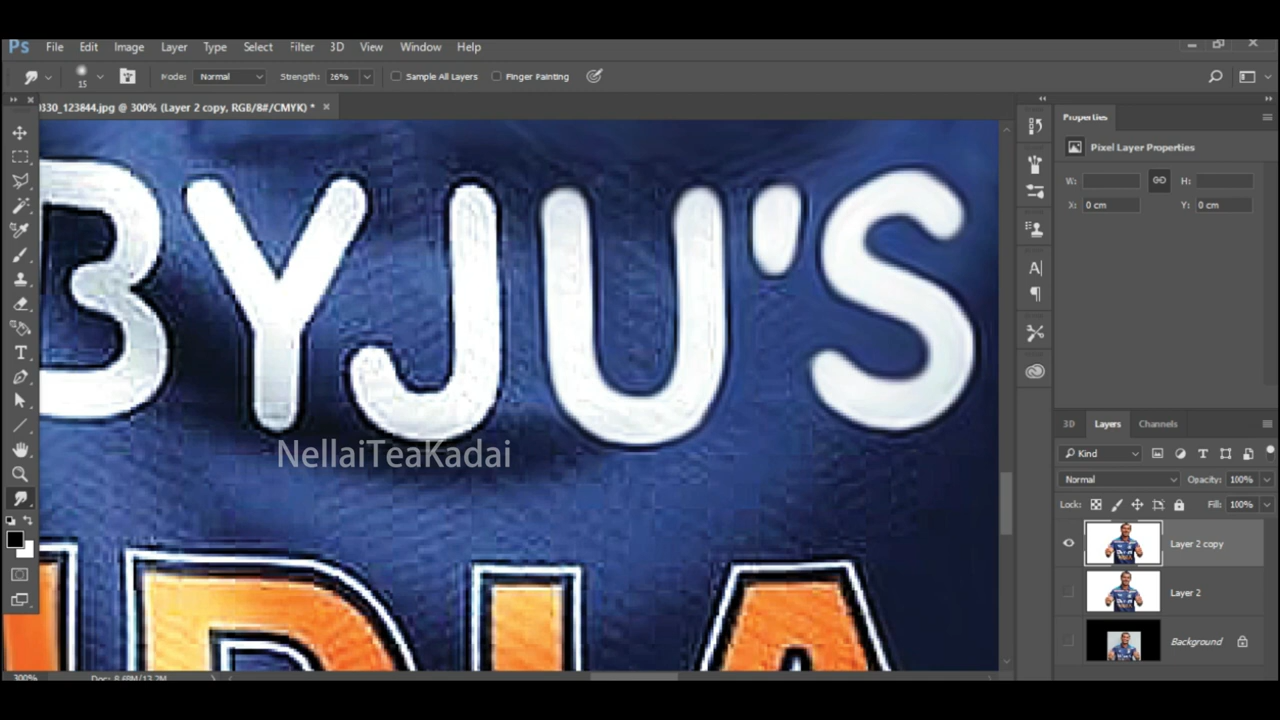 Ps File Edit Image Layer Type Select Filter 3D View Window Help
15 Mode: Normal Strength: 26% Sample All Layers Finger Painting
0330_123844.jpg @ 300% (Layer 2 copy, RGB/8#/CMYK) *
Properties
Pixel Layer Properties
W: H:
X: 0 cm Y: 0 cm
BYJU'S
NellaiTeaKadai
3D Layers Channels
Kind
Normal Opacity: 100%
Lock: Fill: 100%
Layer 2 copy
Layer 2
Background
300%